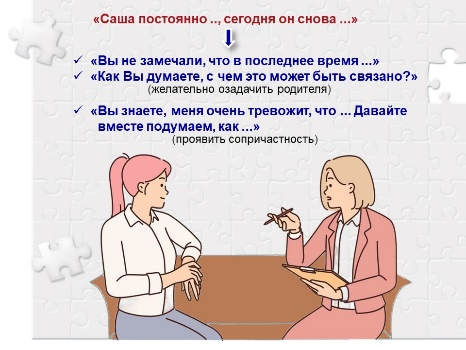 «Саша постоянно .., сегодня он снова ...»
✓ «Вы не замечали, что в последнее время ...»
✓ «Как Вы думаете, с чем это может быть связано?»
(желательно озадачить родителя)
✓ «Вы знаете, меня очень тревожит, что ... Давайте
вместе подумаем, как ...»
(проявить сопричастность)